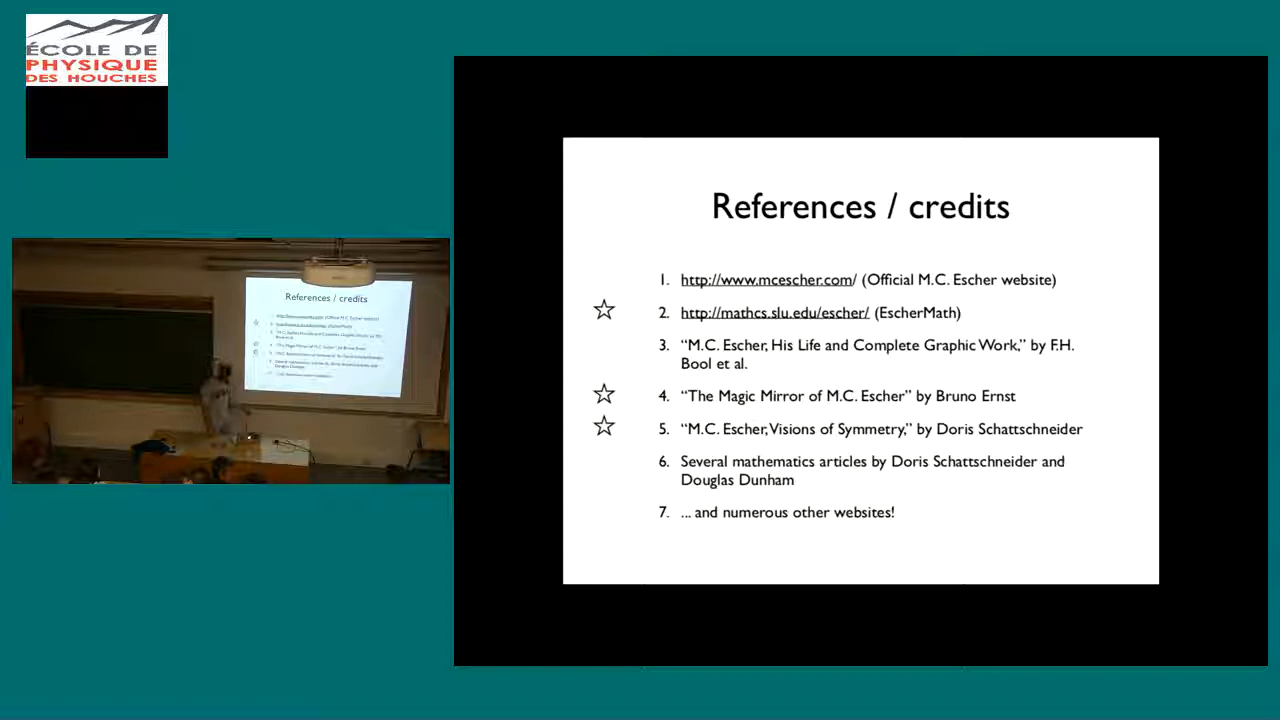 ÉCOLE DE
PHYSIQUE
DES HOUCHES
References / credits
1. http://www.mcescher.com/ (Official M.C. Escher website)
☆ 2. http://mathcs.slu.edu/escher/ (EscherMath)
3. “M.C. Escher, His Life and Complete Graphic Work,” by F.H.
Bool et al.
☆ 4. “The Magic Mirror of M.C. Escher” by Bruno Ernst
☆ 5. “M.C. Escher, Visions of Symmetry,” by Doris Schattschneider
6. Several mathematics articles by Doris Schattschneider and
Douglas Dunham
7. ... and numerous other websites!
References / credits